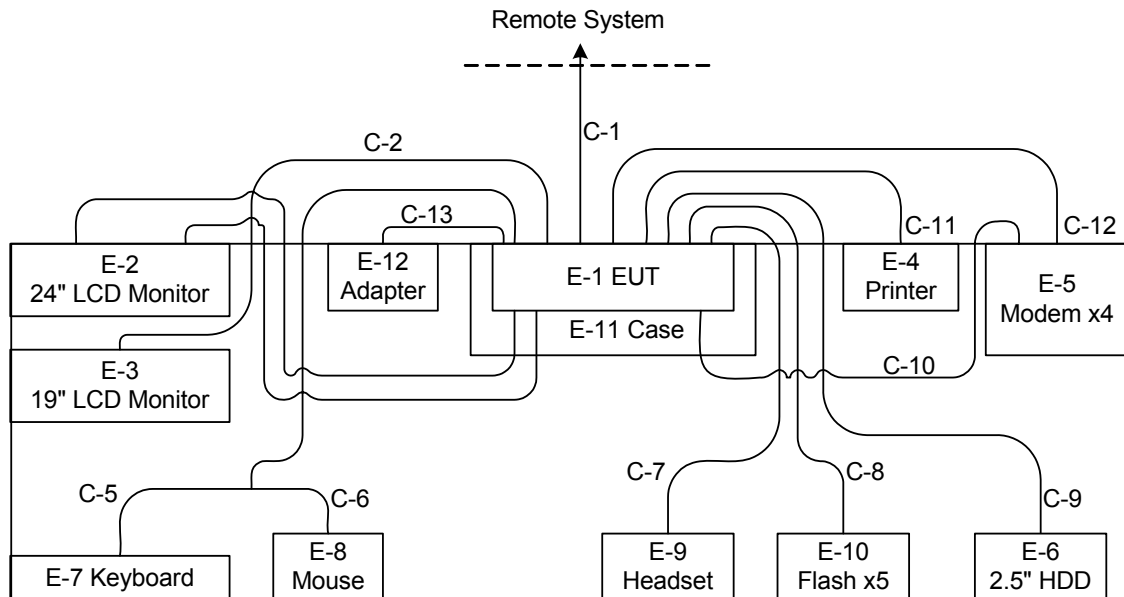 Remote System
C-1
C-2
C-13
C-11
C-12
E-2
24" LCD Monitor
E-12
Adapter
E-1 EUT
E-11 Case
E-4
Printer
E-5
Modem x4
E-3
19" LCD Monitor
C-10
C-5
C-6
C-7
C-8
C-9
E-7 Keyboard
E-8
Mouse
E-9
Headset
E-10
Flash x5
E-6
2.5" HDD